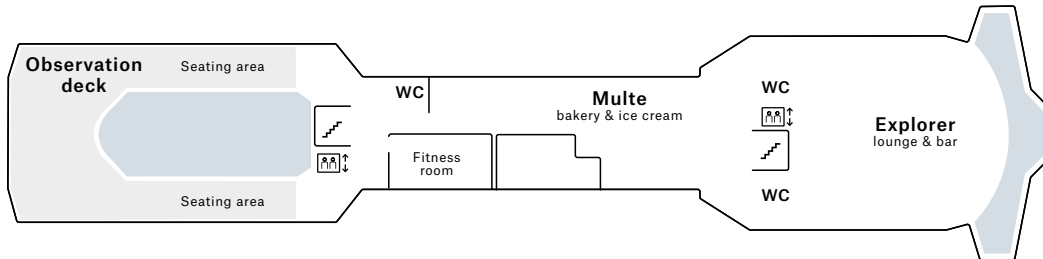 Observation
deck
Seating area
Seating area
WC
Fitness
room
Multe
bakery & ice cream
WC
WC
Explorer
lounge & bar